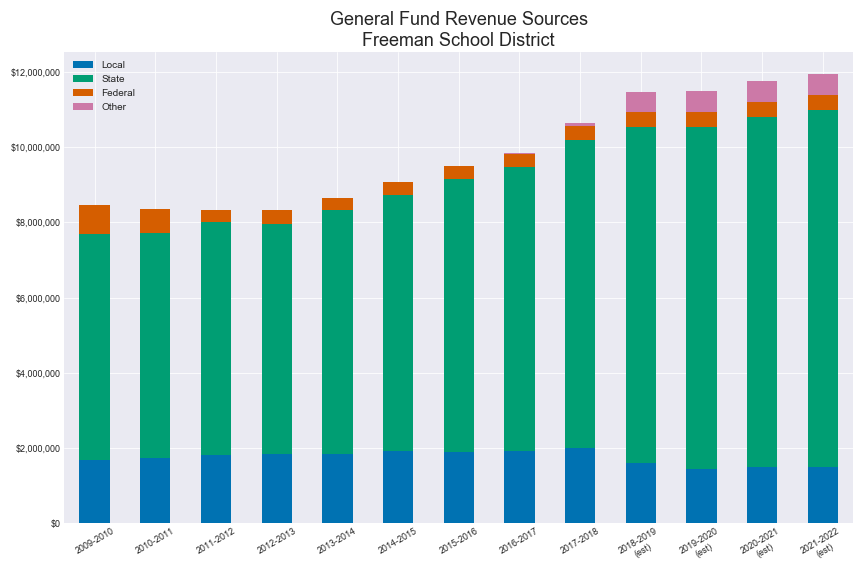 General Fund Revenue Sources
Freeman School District
Local
State
Federal
Other
$12,000,000
$10,000,000
$8,000,000
$6,000,000
$4,000,000
$2,000,000
$0
2009-2010
2010-2011
2011-2012
2012-2013
2013-2014
2014-2015
2015-2016
2016-2017
2017-2018
2018-2019
(est)
2019-2020
(est)
2020-2021
(est)
2021-2022
(est)